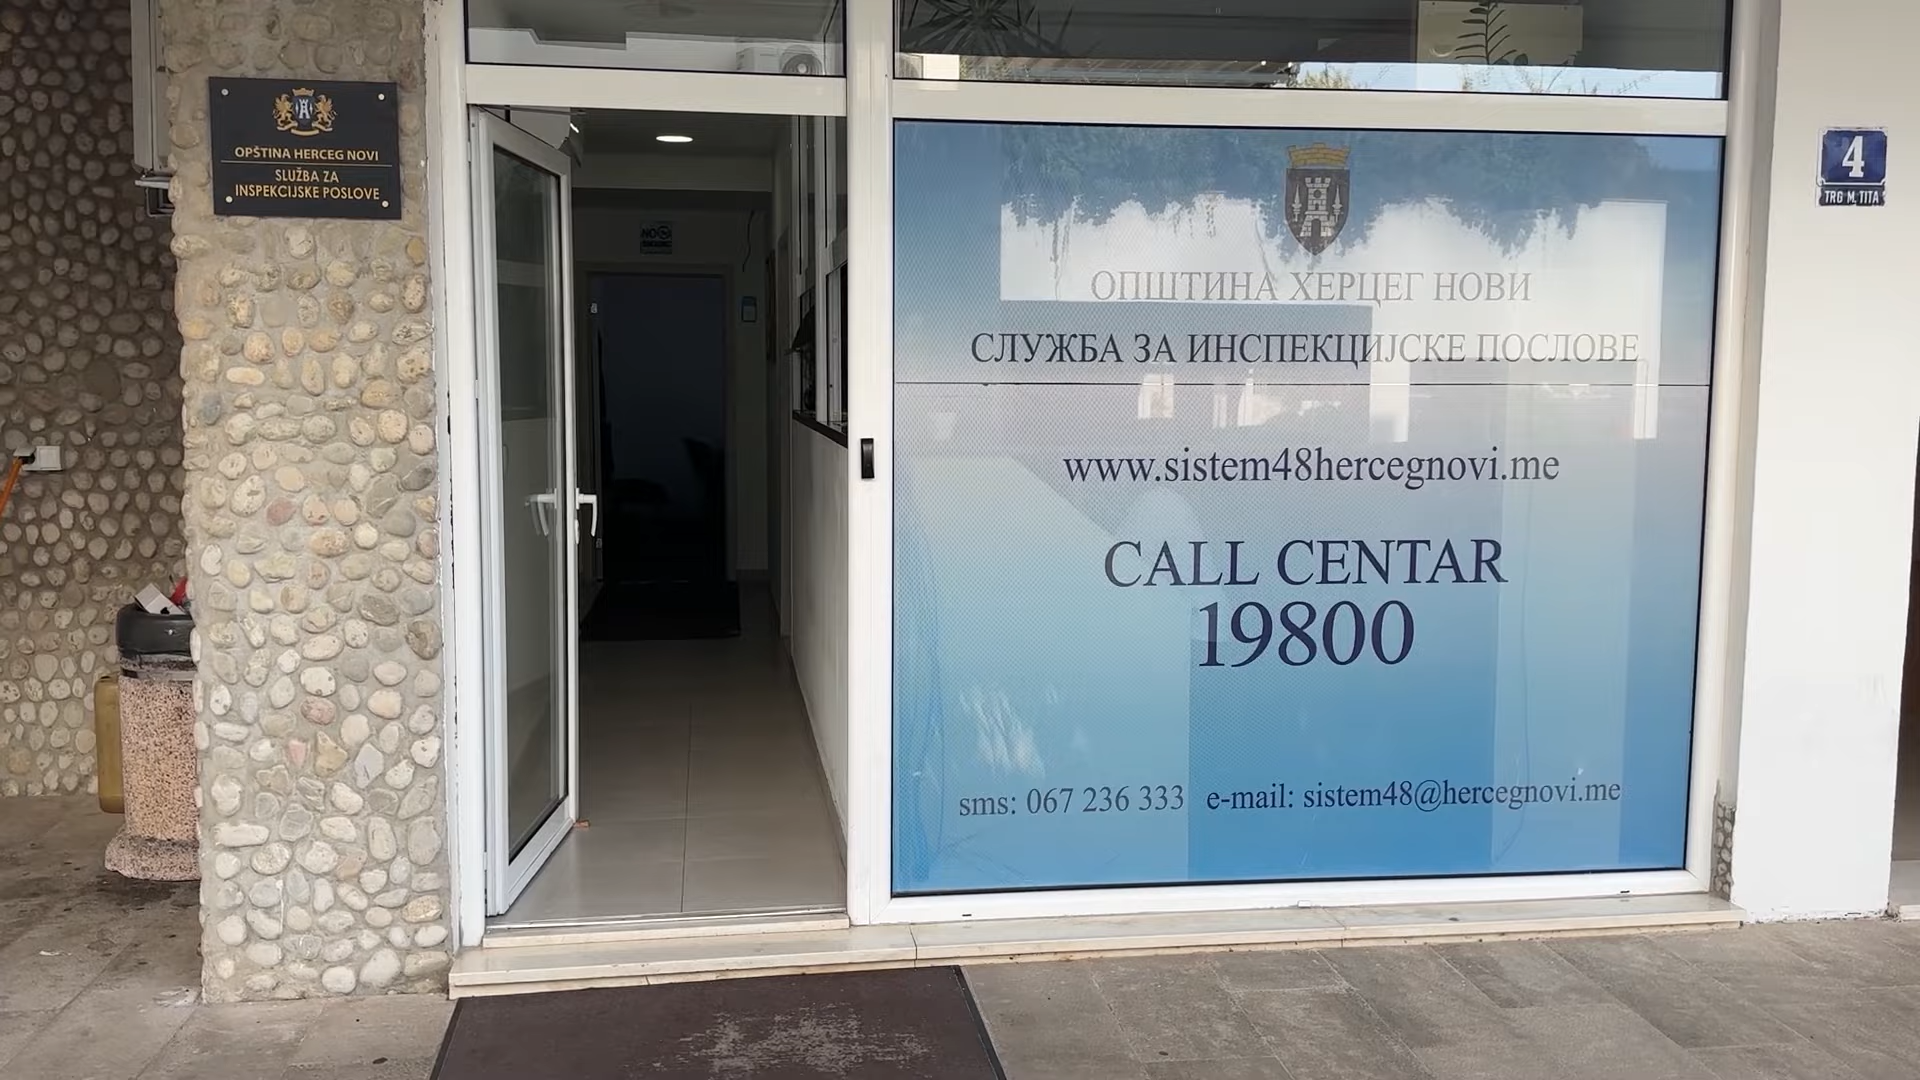 OPŠTINA HERCEG NOVI
SLUŽBA ZA
INSPEKCIJSKE POSLOVE
NO
ОПШТИНА ХЕРЦЕГ НОВИ
СЛУЖБА ЗА ИНСПЕКЦИЈСКЕ ПОСЛОВЕ
www.sistem48hercegnovi.me
CALL CENTAR
19800
sms: 067 236 333 e-mail: sistem48@hercegnovi.me
4
TRG M. TITA